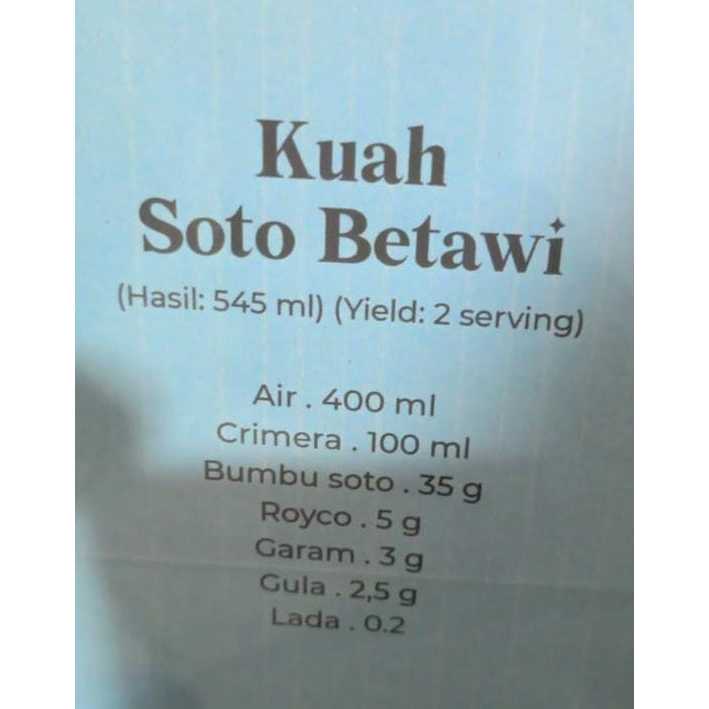 Kuah
Soto Betawi
(Hasil: 545 ml) (Yield: 2 serving)
Air . 400 ml
Crimera . 100 ml
Bumbu soto . 35 g
Royco . 5 g
Garam . 3 g
Gula . 2,5 g
Lada . 0.2